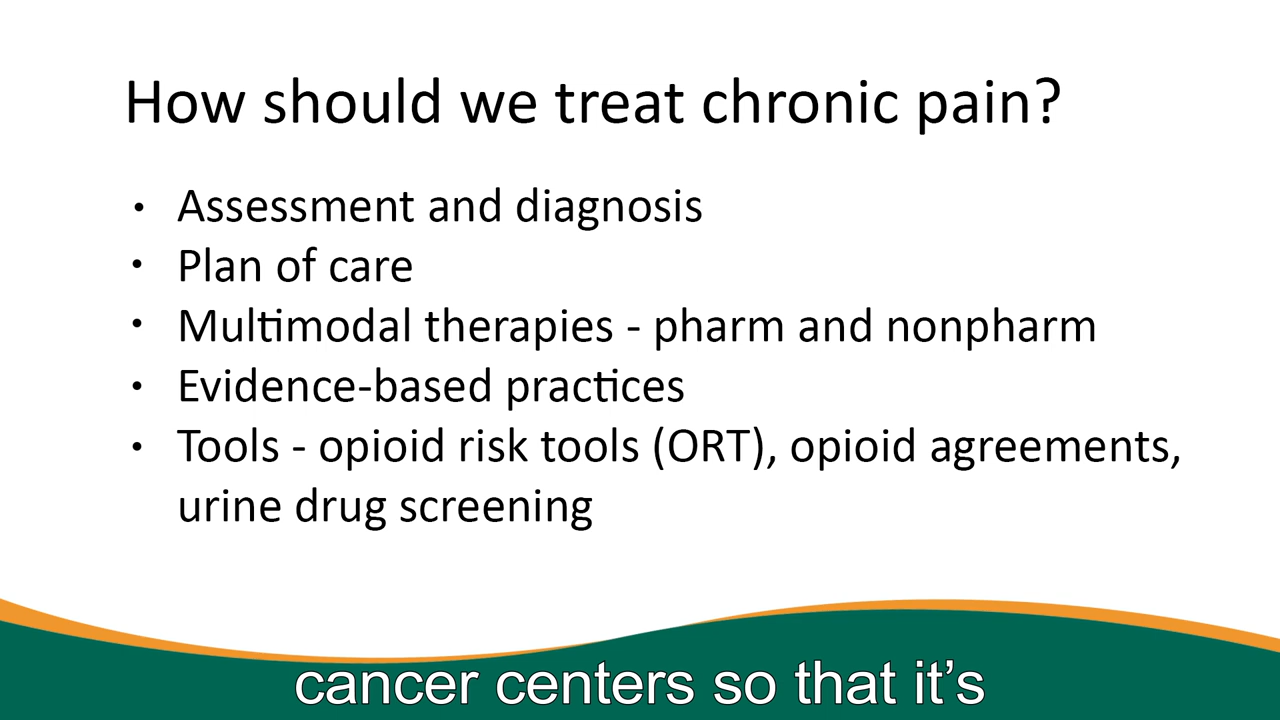 How should we treat chronic pain?
• Assessment and diagnosis
• Plan of care
• Multimodal therapies - pharm and nonpharm
• Evidence-based practices
• Tools - opioid risk tools (ORT), opioid agreements,
urine drug screening
cancer centers so that it’s